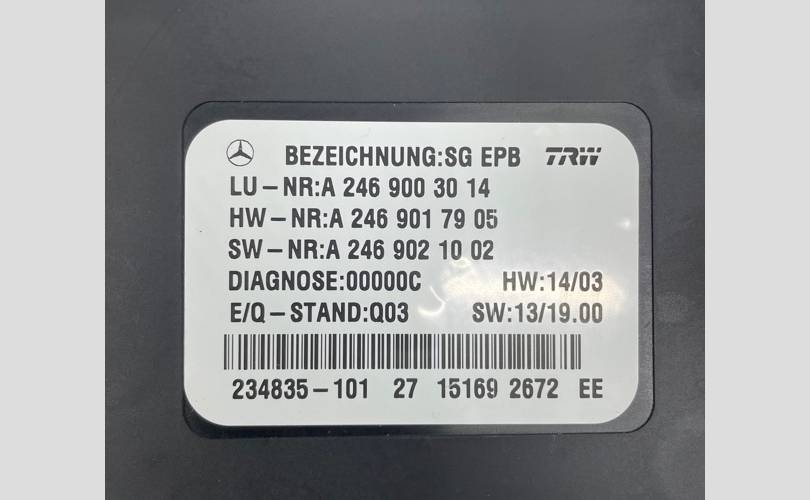 BEZEICHNUNG:SG EPB TRW
LU-NR:A 246 900 30 14
HW-NR:A 246 901 79 05
SW-NR:A 246 902 10 02
DIAGNOSE:00000C HW:14/03
E/Q-STAND:Q03 SW:13/19.00
234835-101 27 15169 2672 EE